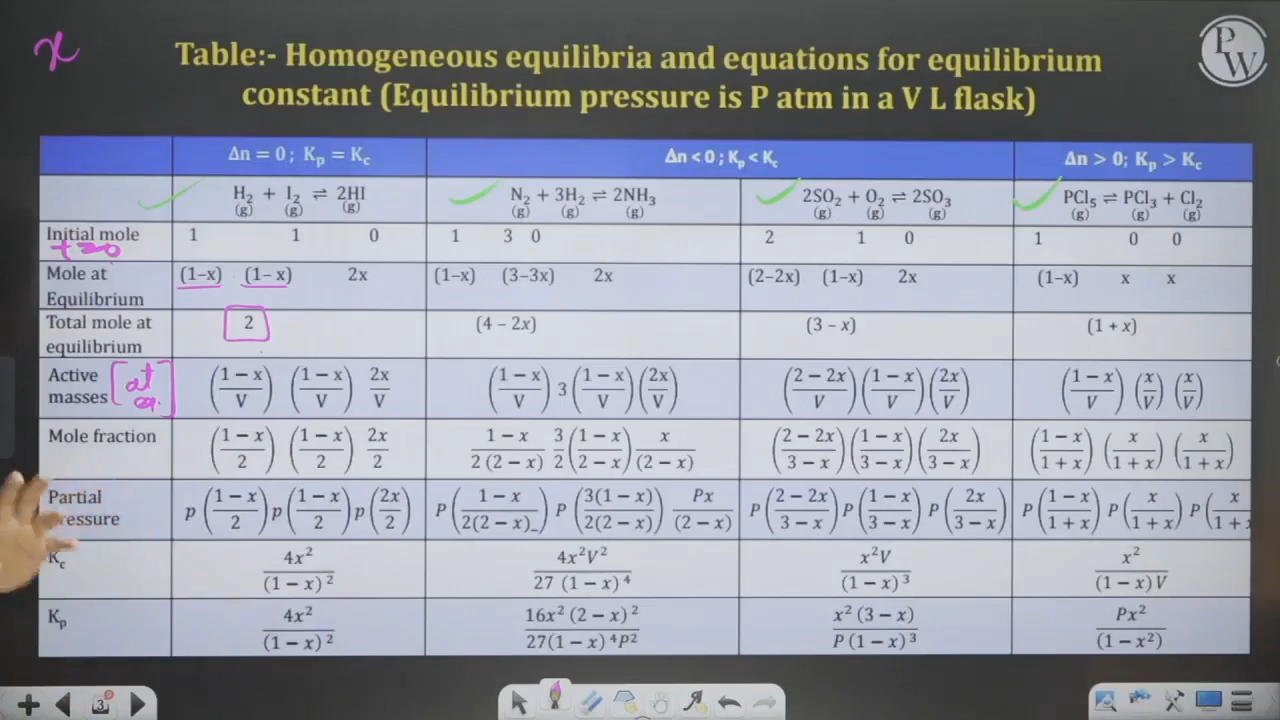 x
PW
Table:- Homogeneous equilibria and equations for equilibrium
constant (Equilibrium pressure is P atm in a V L flask)
Δn = 0 ; Kₚ = K꜀ Δn < 0 ; Kₚ < K꜀ Δn > 0; Kₚ > K꜀
H₂ + I₂ ⇌ 2HI N₂ + 3H₂ ⇌ 2NH₃ 2SO₂ + O₂ ⇌ 2SO₃ PCl₅ ⇌ PCl₃ + Cl₂
(g) (g) (g) (g) (g) (g) (g) (g) (g) (g) (g) (g)
Initial mole 1 1 0 1 3 0 2 1 0 1 0 0
t=0
Mole at Equilibrium (1−x) (1−x) 2x (1−x) (3−3x) 2x (2−2x) (1−x) 2x (1−x) x x
Total mole at equilibrium 2 (4 − 2x) (3 − x) (1 + x)
Active masses [at eq.] ((1−x)/V) ((1−x)/V) 2x/V ((1−x)/V) 3 ((1−x)/V) (2x/V) ((2−2x)/V) ((1−x)/V) (2x/V) ((1−x)/V) (x/V) (x/V)
Mole fraction ((1−x)/2) ((1−x)/2) 2x/2 (1−x)/2(2−x) 3/2 ((1−x)/(2−x)) x/(2−x) ((2−2x)/(3−x)) ((1−x)/(3−x)) (2x/(3−x)) ((1−x)/(1+x)) (x/(1+x)) (x/(1+x))
Partial pressure p((1−x)/2) p((1−x)/2) p(2x/2) P((1−x)/2(2−x)) P(3(1−x)/2(2−x)) Px/(2−x) P((2−2x)/(3−x)) P((1−x)/(3−x)) P(2x/(3−x)) P((1−x)/(1+x)) P(x/(1+x)) P(x/(1+
K꜀ 4x²/(1−x)² 4x²V²/27(1−x)⁴ x²V/(1−x)³ x²/(1−x)V
Kₚ 4x²/(1−x)² 16x²(2−x)²/27(1−x)⁴P² x²(3−x)/P(1−x)³ Px²/(1−x²)
3